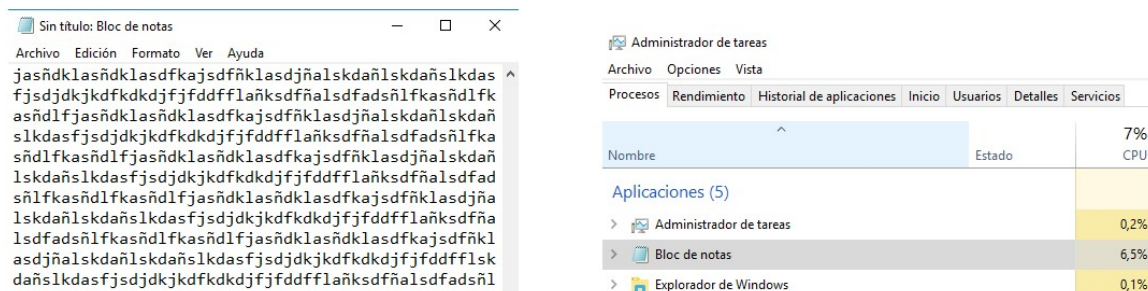 Sin título: Bloc de notas
Archivo Edición Formato Ver Ayuda
jasñdklasñdklasdfkajsdfñklasdjñalskdañlskdañslkdas
fjsdjdkjkdfkdkdjfjfddfflañksdfñalsdfadsñlfkasñdlfk
asñdlfjasñdklasñdklasdfkajsdfñklasdjñalskdañlskdañ
slkdasfjsdjdkjkdfkdkdjfjfddfflañksdfñalsdfadsñlfka
sñdlfkasñdlfjasñdklasñdklasdfkajsdfñklasdjñalskdañ
lskdañslkdasfjsdjdkjkdfkdkdjfjfddfflañksdfñalsdfad
sñlfkasñdlfkasñdlfjasñdklasñdklasdfkajsdfñklasdjña
lskdañlskdañslkdasfjsdjdkjkdfkdkdjfjfddfflañksdfña
lsdfadsñlfkasñdlfkasñdlfjasñdklasñdklasdfkajsdfñkl
asdjñalskdañlskdañslkdasfjsdjdkjkdfkdkdjfjfddfflsk
dañslkdasfjsdjdkjkdfkdkdjfjfddfflañksdfñalsdfadsñl
Administrador de tareas
Archivo Opciones Vista
Procesos Rendimiento Historial de aplicaciones Inicio Usuarios Detalles Servicios
7%
Nombre Estado CPU
Aplicaciones (5)
Administrador de tareas 0,2%
Bloc de notas 6,5%
Explorador de Windows 0,1%